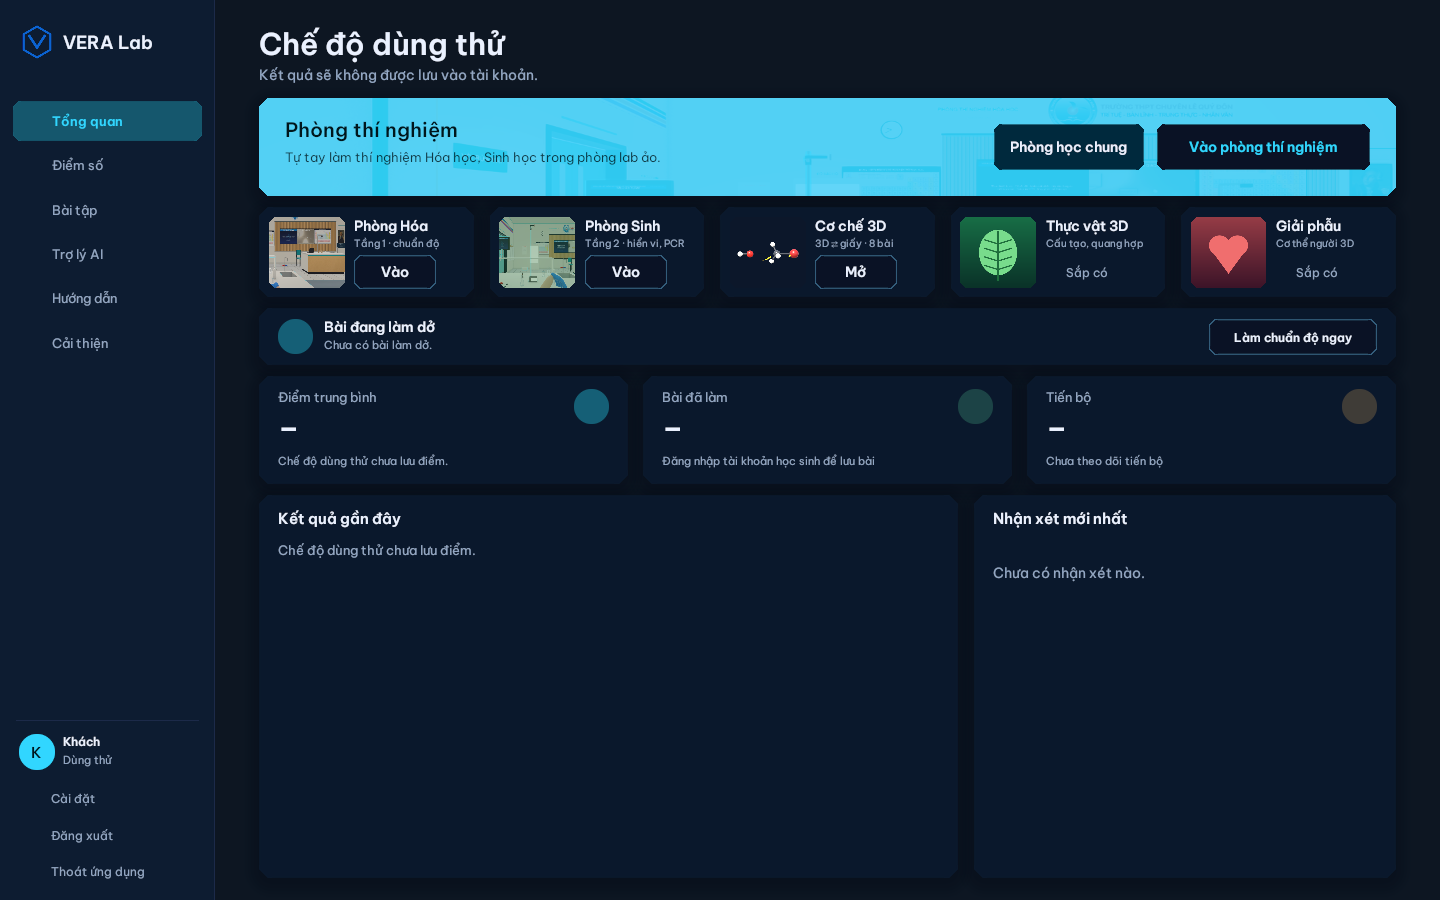 VERA Lab
Tổng quan
Điểm số
Bài tập
Trợ lý AI
Hướng dẫn
Cải thiện
K
Khách
Dùng thử
Cài đặt
Đăng xuất
Thoát ứng dụng
Chế độ dùng thử
Kết quả sẽ không được lưu vào tài khoản.
Phòng thí nghiệm
Tự tay làm thí nghiệm Hóa học, Sinh học trong phòng lab ảo.
Phòng học chung
Vào phòng thí nghiệm
Phòng Hóa
Tầng 1 · chuẩn độ
Vào
Phòng Sinh
Tầng 2 · hiển vi, PCR
Vào
Cơ chế 3D
3D ⇄ giấy · 8 bài
Mở
Thực vật 3D
Cấu tạo, quang hợp
Sắp có
Giải phẫu
Cơ thể người 3D
Sắp có
Bài đang làm dở
Chưa có bài làm dở.
Làm chuẩn độ ngay
Điểm trung bình
–
Chế độ dùng thử chưa lưu điểm.
Bài đã làm
–
Đăng nhập tài khoản học sinh để lưu bài
Tiến bộ
–
Chưa theo dõi tiến bộ
Kết quả gần đây
Chế độ dùng thử chưa lưu điểm.
Nhận xét mới nhất
Chưa có nhận xét nào.